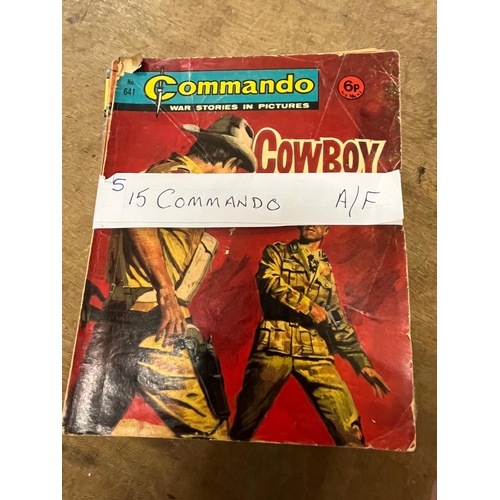 No. 641
Commando
WAR STORIES IN PICTURES
6P
COWBOY
5
15 COMMANDO A/F